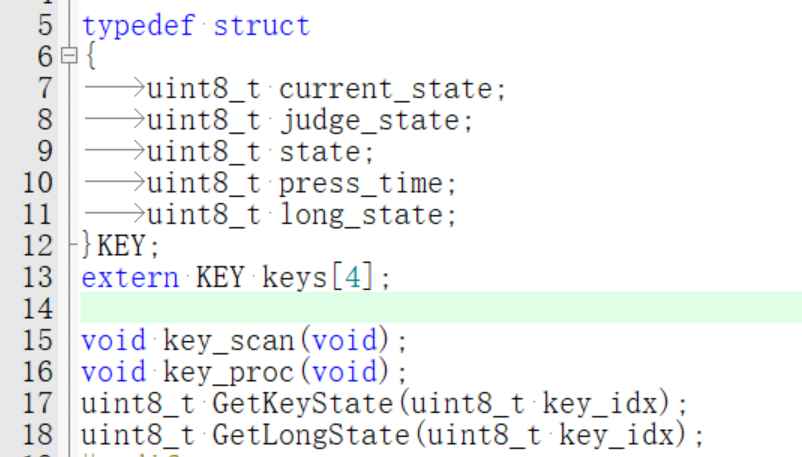 5 typedef struct
6 {
7 uint8_t current_state;
8 uint8_t judge_state;
9 uint8_t state;
10 uint8_t press_time;
11 uint8_t long_state;
12 }KEY;
13 extern KEY keys[4];
14
15 void key_scan(void);
16 void key_proc(void);
17 uint8_t GetKeyState(uint8_t key_idx);
18 uint8_t GetLongState(uint8_t key_idx);